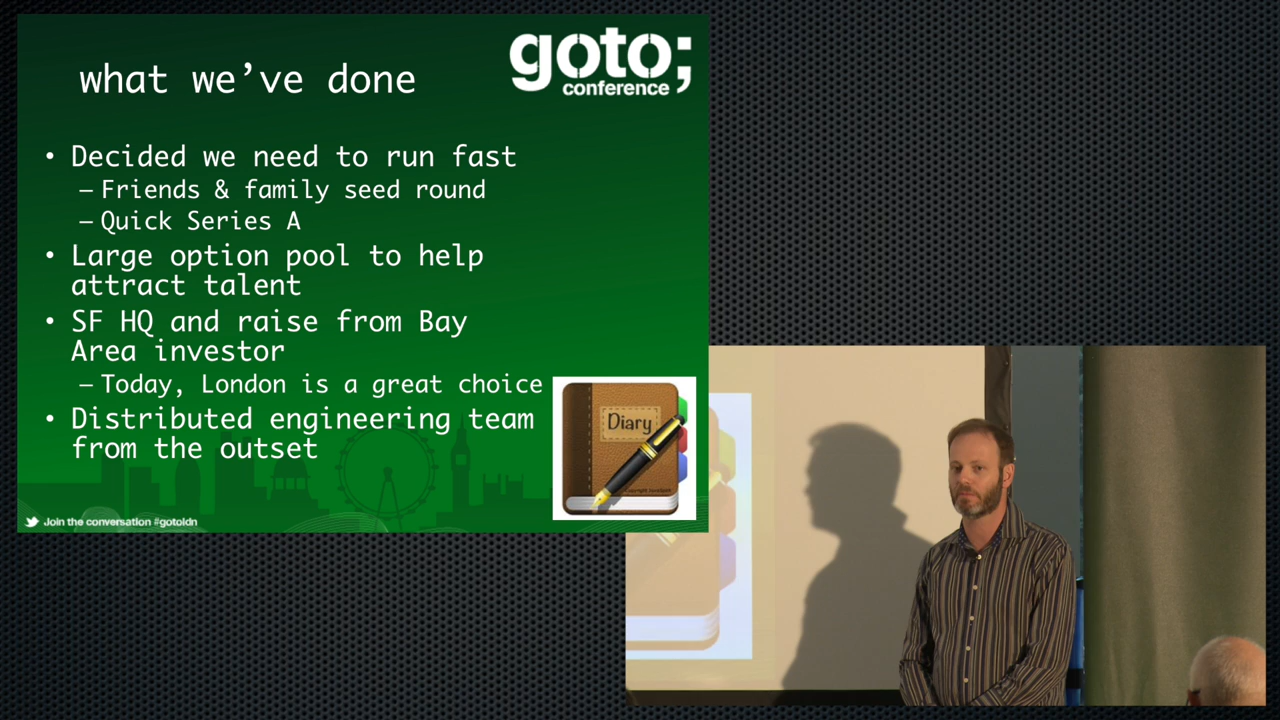 what we've done
goto;
conference
• Decided we need to run fast
– Friends & family seed round
– Quick Series A
• Large option pool to help
attract talent
• SF HQ and raise from Bay
Area investor
– Today, London is a great choice
• Distributed engineering team
from the outset
Diary
Join the conversation #gotoldn